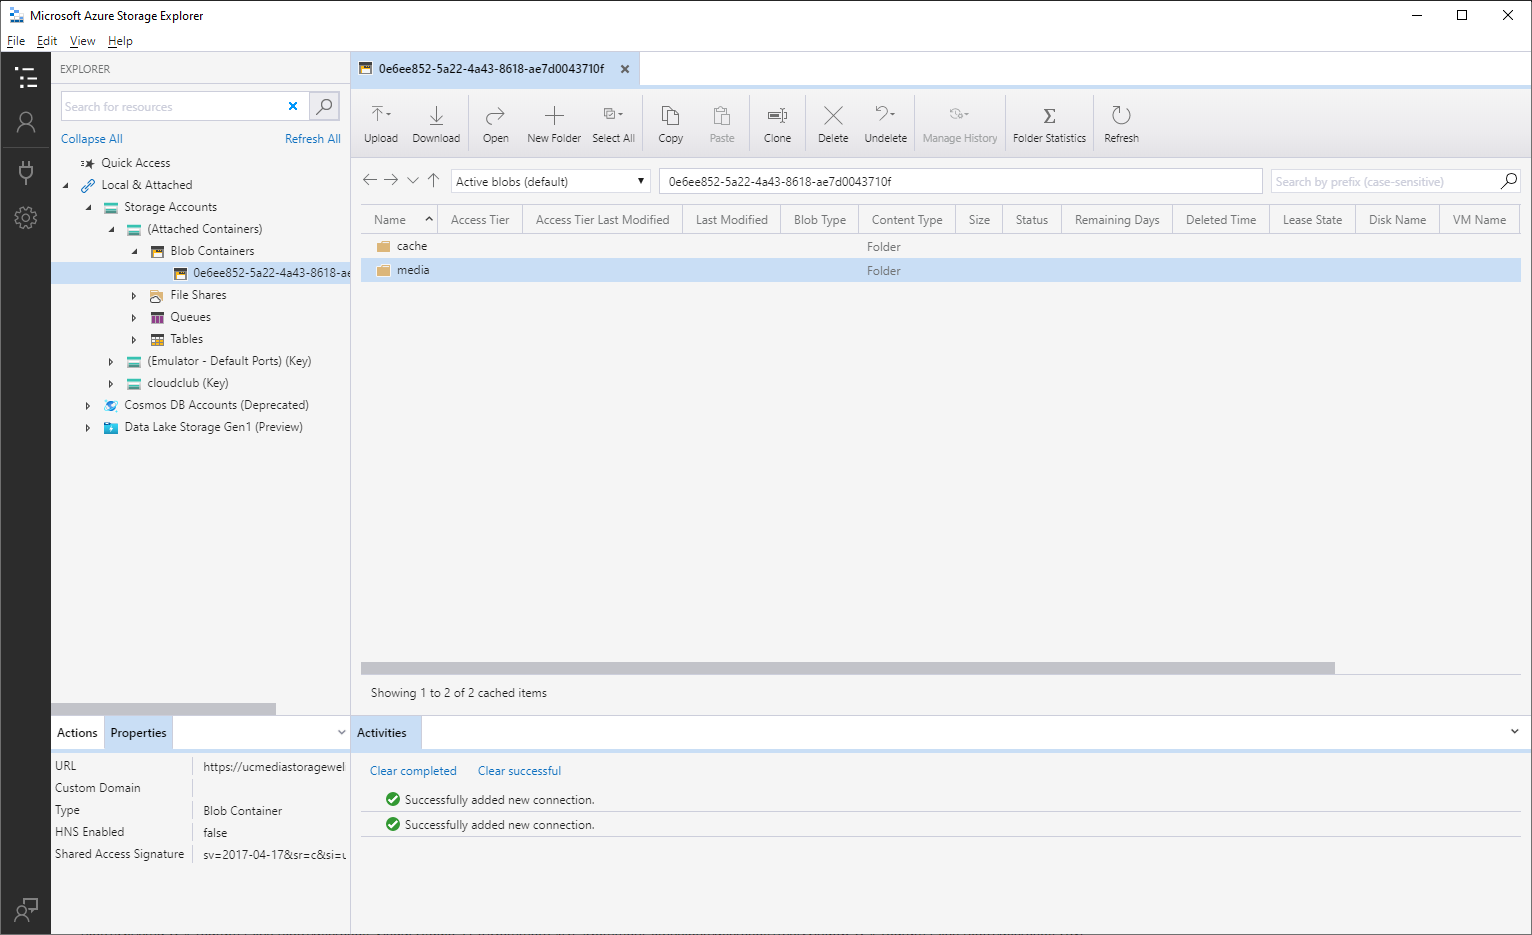 Microsoft Azure Storage Explorer
File Edit View Help
EXPLORER
Search for resources
Collapse All Refresh All
Quick Access
Local & Attached
Storage Accounts
(Attached Containers)
Blob Containers
0e6ee852-5a22-4a43-8618-ae
File Shares
Queues
Tables
(Emulator - Default Ports) (Key)
cloudclub (Key)
Cosmos DB Accounts (Deprecated)
Data Lake Storage Gen1 (Preview)
Actions Properties
URL https://ucmediastoragewel
Custom Domain
Type Blob Container
HNS Enabled false
Shared Access Signature sv=2017-04-17&sr=c&si=u
0e6ee852-5a22-4a43-8618-ae7d0043710f
Upload Download Open New Folder Select All Copy Paste Clone Delete Undelete Manage History Folder Statistics Refresh
Active blobs (default) 0e6ee852-5a22-4a43-8618-ae7d0043710f Search by prefix (case-sensitive)
Name Access Tier Access Tier Last Modified Last Modified Blob Type Content Type Size Status Remaining Days Deleted Time Lease State Disk Name VM Name
cache Folder
media Folder
Showing 1 to 2 of 2 cached items
Activities
Clear completed Clear successful
Successfully added new connection.
Successfully added new connection.